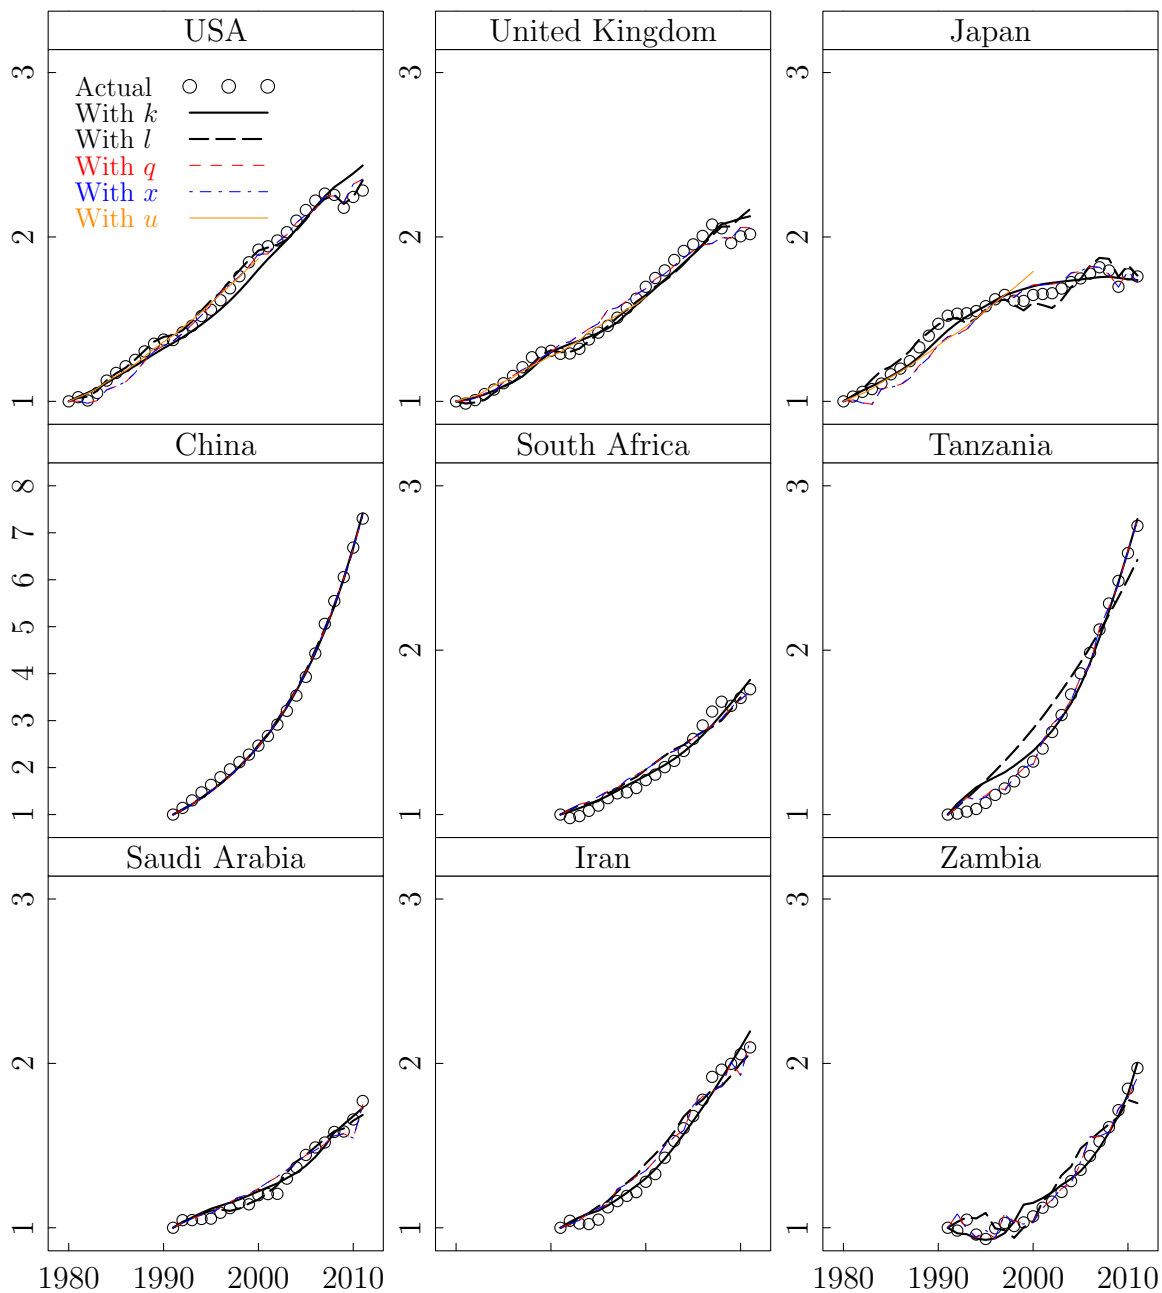 USA
United Kingdom
Japan
3
2
1
Actual
With k
With l
With q
With x
With u
3
2
1
3
2
1
China
South Africa
Tanzania
8
7
6
5
4
3
2
1
3
2
1
3
2
1
Saudi Arabia
Iran
Zambia
3
2
1
3
2
1
3
2
1
1980 1990 2000 2010
1980 1990 2000 2010